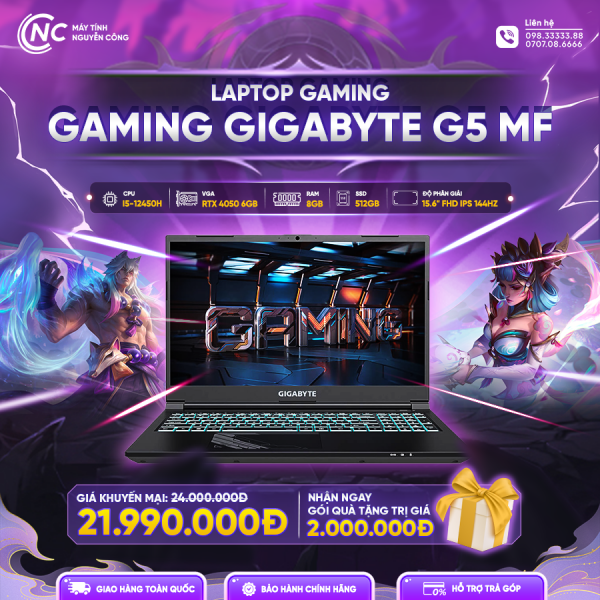 NC
MÁY TÍNH
NGUYỄN CÔNG
Liên hệ
098.33333.88
0707.08.6666
LAPTOP GAMING
GAMING GIGABYTE G5 MF
CPU
I5-12450H
VGA
RTX 4050 6GB
RAM
8GB
SSD
512GB
ĐỘ PHÂN GIẢI
15.6" FHD IPS 144HZ
GAMING
GIGABYTE
GIÁ KHUYẾN MẠI: 24.000.000Đ
21.990.000Đ
NHẬN NGAY
GÓI QUÀ TẶNG TRỊ GIÁ
2.000.000Đ
GIAO HÀNG TOÀN QUỐC
BẢO HÀNH CHÍNH HÃNG
0%
HỖ TRỢ TRẢ GÓP